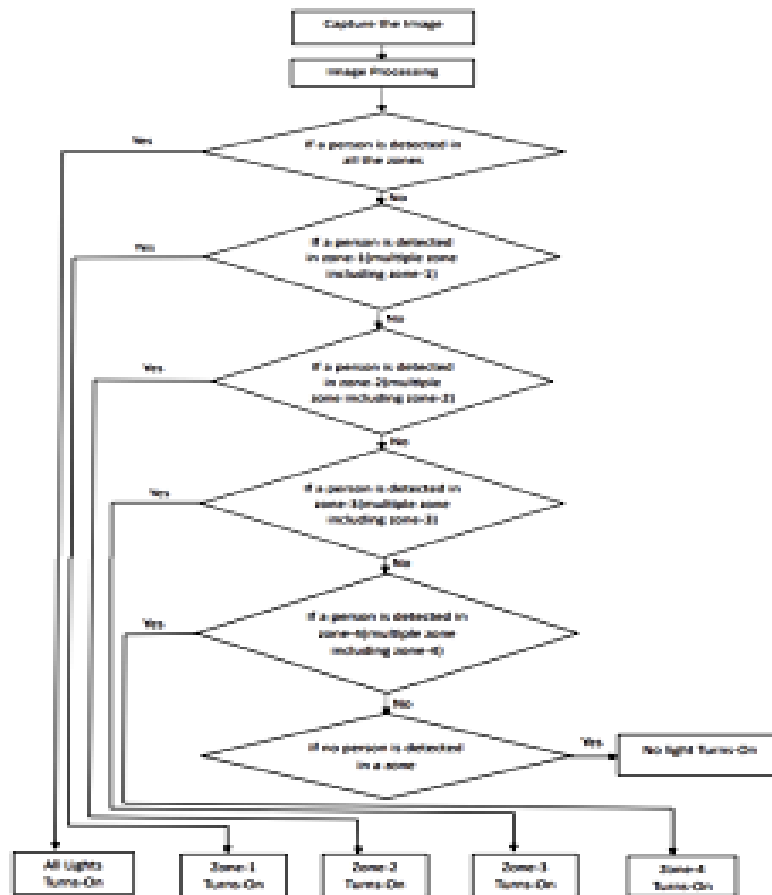 Capture the Image
Image Processing
If a person is detected in
all the zones
Yes
No
If a person is detected
in zone-1(multiple zone
including zone-1)
Yes
No
If a person is detected
in zone-2(multiple
zone including zone-2)
Yes
No
If a person is detected in
zone-3(multiple zone
including zone-3)
Yes
No
If a person is detected in
zone-4(multiple zone
including zone-4)
Yes
No
If no person is detected
in a zone
Yes
No light Turns-On
All Lights
Turns-On
Zone-1
Turns-On
Zone-2
Turns-On
Zone-3
Turns-On
Zone-4
Turns-On